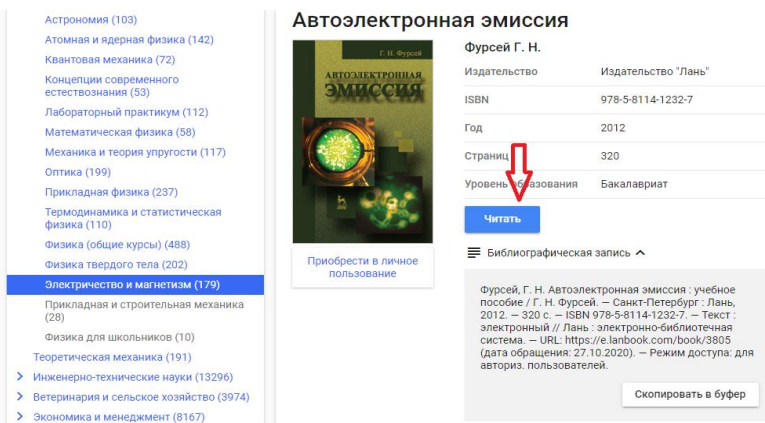 Астрономия (103)
Атомная и ядерная физика (142)
Квантовая механика (72)
Концепции современного
естествознания (53)
Лабораторный практикум (112)
Математическая физика (58)
Механика и теория упругости (117)
Оптика (199)
Прикладная физика (237)
Термодинамика и статистическая
физика (110)
Физика (общие курсы) (488)
Физика твердого тела (202)
Электричество и магнетизм (179)
Прикладная и строительная механика
(28)
Физика для школьников (10)
Теоретическая механика (191)
Инженерно-технические науки (13296)
Ветеринария и сельское хозяйство (3974)
Экономика и менеджмент (8167)
Автоэлектронная эмиссия
Г. Н. Фурсей
АВТОЭЛЕКТРОННАЯ
ЭМИССИЯ
Приобрести в личное
пользование
Фурсей Г. Н.
Издательство Издательство "Лань"
ISBN 978-5-8114-1232-7
Год 2012
Страниц 320
Уровень образования Бакалавриат
Читать
Библиографическая запись
Фурсей, Г. Н. Автоэлектронная эмиссия : учебное
пособие / Г. Н. Фурсей. — Санкт-Петербург : Лань,
2012. — 320 с. — ISBN 978-5-8114-1232-7. — Текст :
электронный // Лань : электронно-библиотечная
система. — URL: https://e.lanbook.com/book/3805
(дата обращения: 27.10.2020). — Режим доступа: для
авториз. пользователей.
Скопировать в буфер